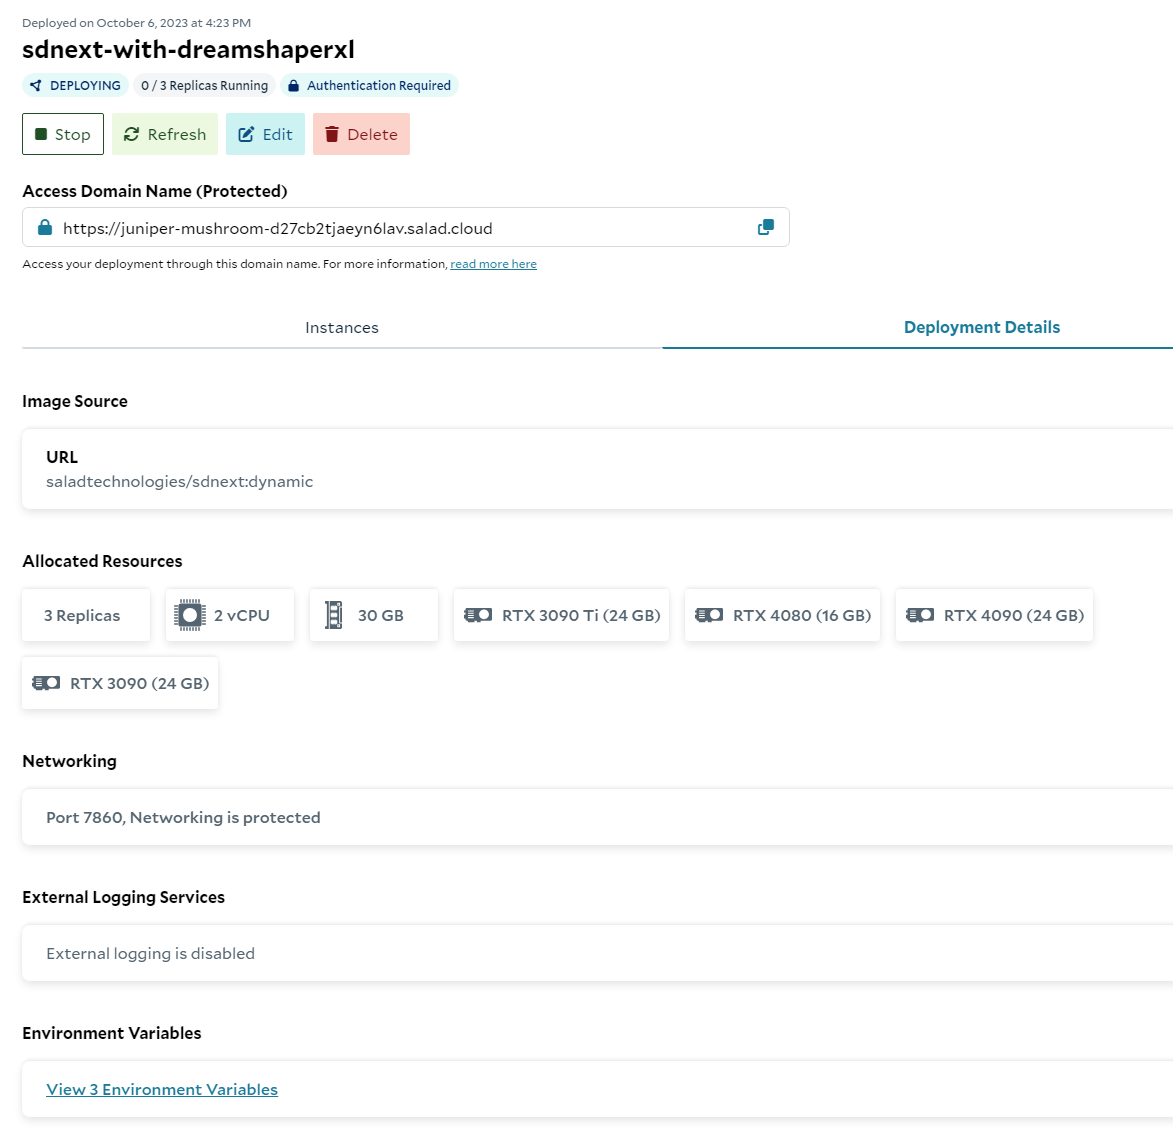 Deployed on October 6, 2023 at 4:23 PM
sdnext-with-dreamshaperxl
DEPLOYING 0 / 3 Replicas Running Authentication Required
Stop Refresh Edit Delete
Access Domain Name (Protected)
https://juniper-mushroom-d27cb2tjaeyn6lav.salad.cloud
Access your deployment through this domain name. For more information, read more here
Instances Deployment Details
Image Source
URL
saladtechnologies/sdnext:dynamic
Allocated Resources
3 Replicas 2 vCPU 30 GB RTX 3090 Ti (24 GB) RTX 4080 (16 GB) RTX 4090 (24 GB)
RTX 3090 (24 GB)
Networking
Port 7860, Networking is protected
External Logging Services
External logging is disabled
Environment Variables
View 3 Environment Variables